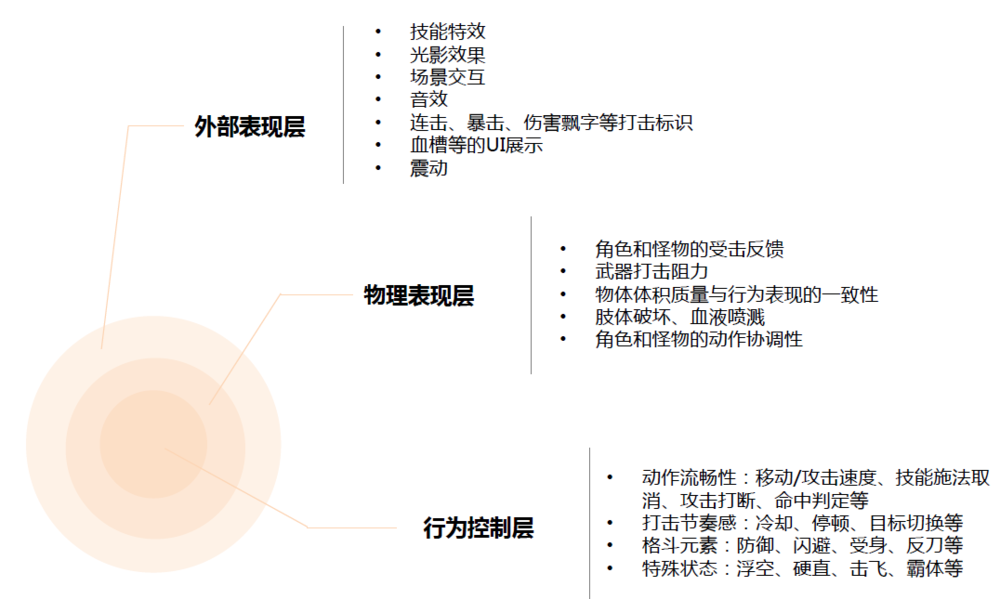 外部表现层
• 技能特效
• 光影效果
• 场景交互
• 音效
• 连击、暴击、伤害飘字等打击标识
• 血槽等的UI展示
• 震动
物理表现层
• 角色和怪物的受击反馈
• 武器打击阻力
• 物体体积质量与行为表现的一致性
• 肢体破坏、血液喷溅
• 角色和怪物的动作协调性
行为控制层
• 动作流畅性：移动/攻击速度、技能施法取
消、攻击打断、命中判定等
• 打击节奏感：冷却、停顿、目标切换等
• 格斗元素：防御、闪避、受身、反刀等
• 特殊状态：浮空、硬直、击飞、霸体等